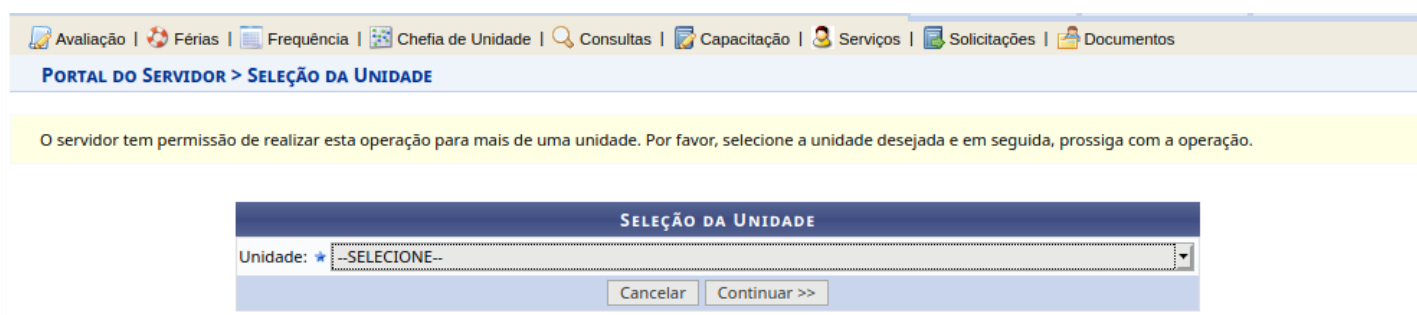 Avaliação | Férias | Frequência | Chefia de Unidade | Consultas | Capacitação | Serviços | Solicitações | Documentos
PORTAL DO SERVIDOR > SELEÇÃO DA UNIDADE
O servidor tem permissão de realizar esta operação para mais de uma unidade. Por favor, selecione a unidade desejada e em seguida, prossiga com a operação.
SELEÇÃO DA UNIDADE
Unidade: --SELECIONE--
Cancelar Continuar >>